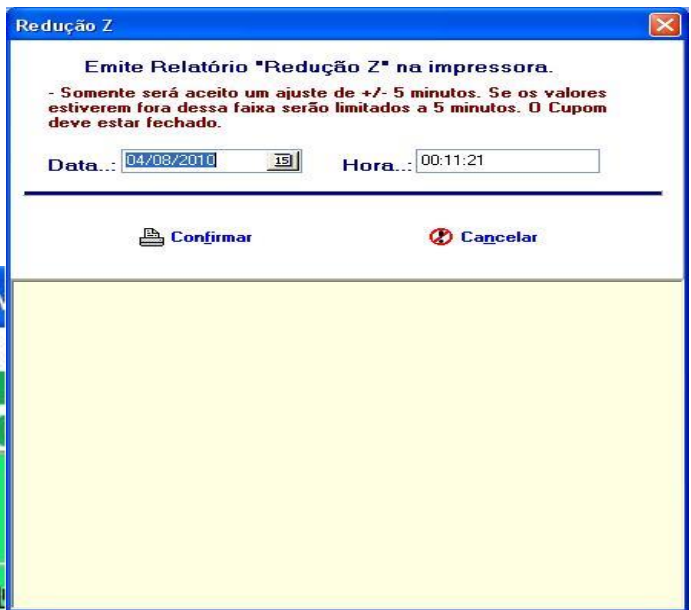 Redução Z
Emite Relatório "Redução Z" na impressora.
- Somente será aceito um ajuste de +/- 5 minutos. Se os valores
estiverem fora dessa faixa serão limitados a 5 minutos. O Cupom
deve estar fechado.
Data..: 04/08/2010 15 Hora..: 00:11:21
Confirmar Cancelar